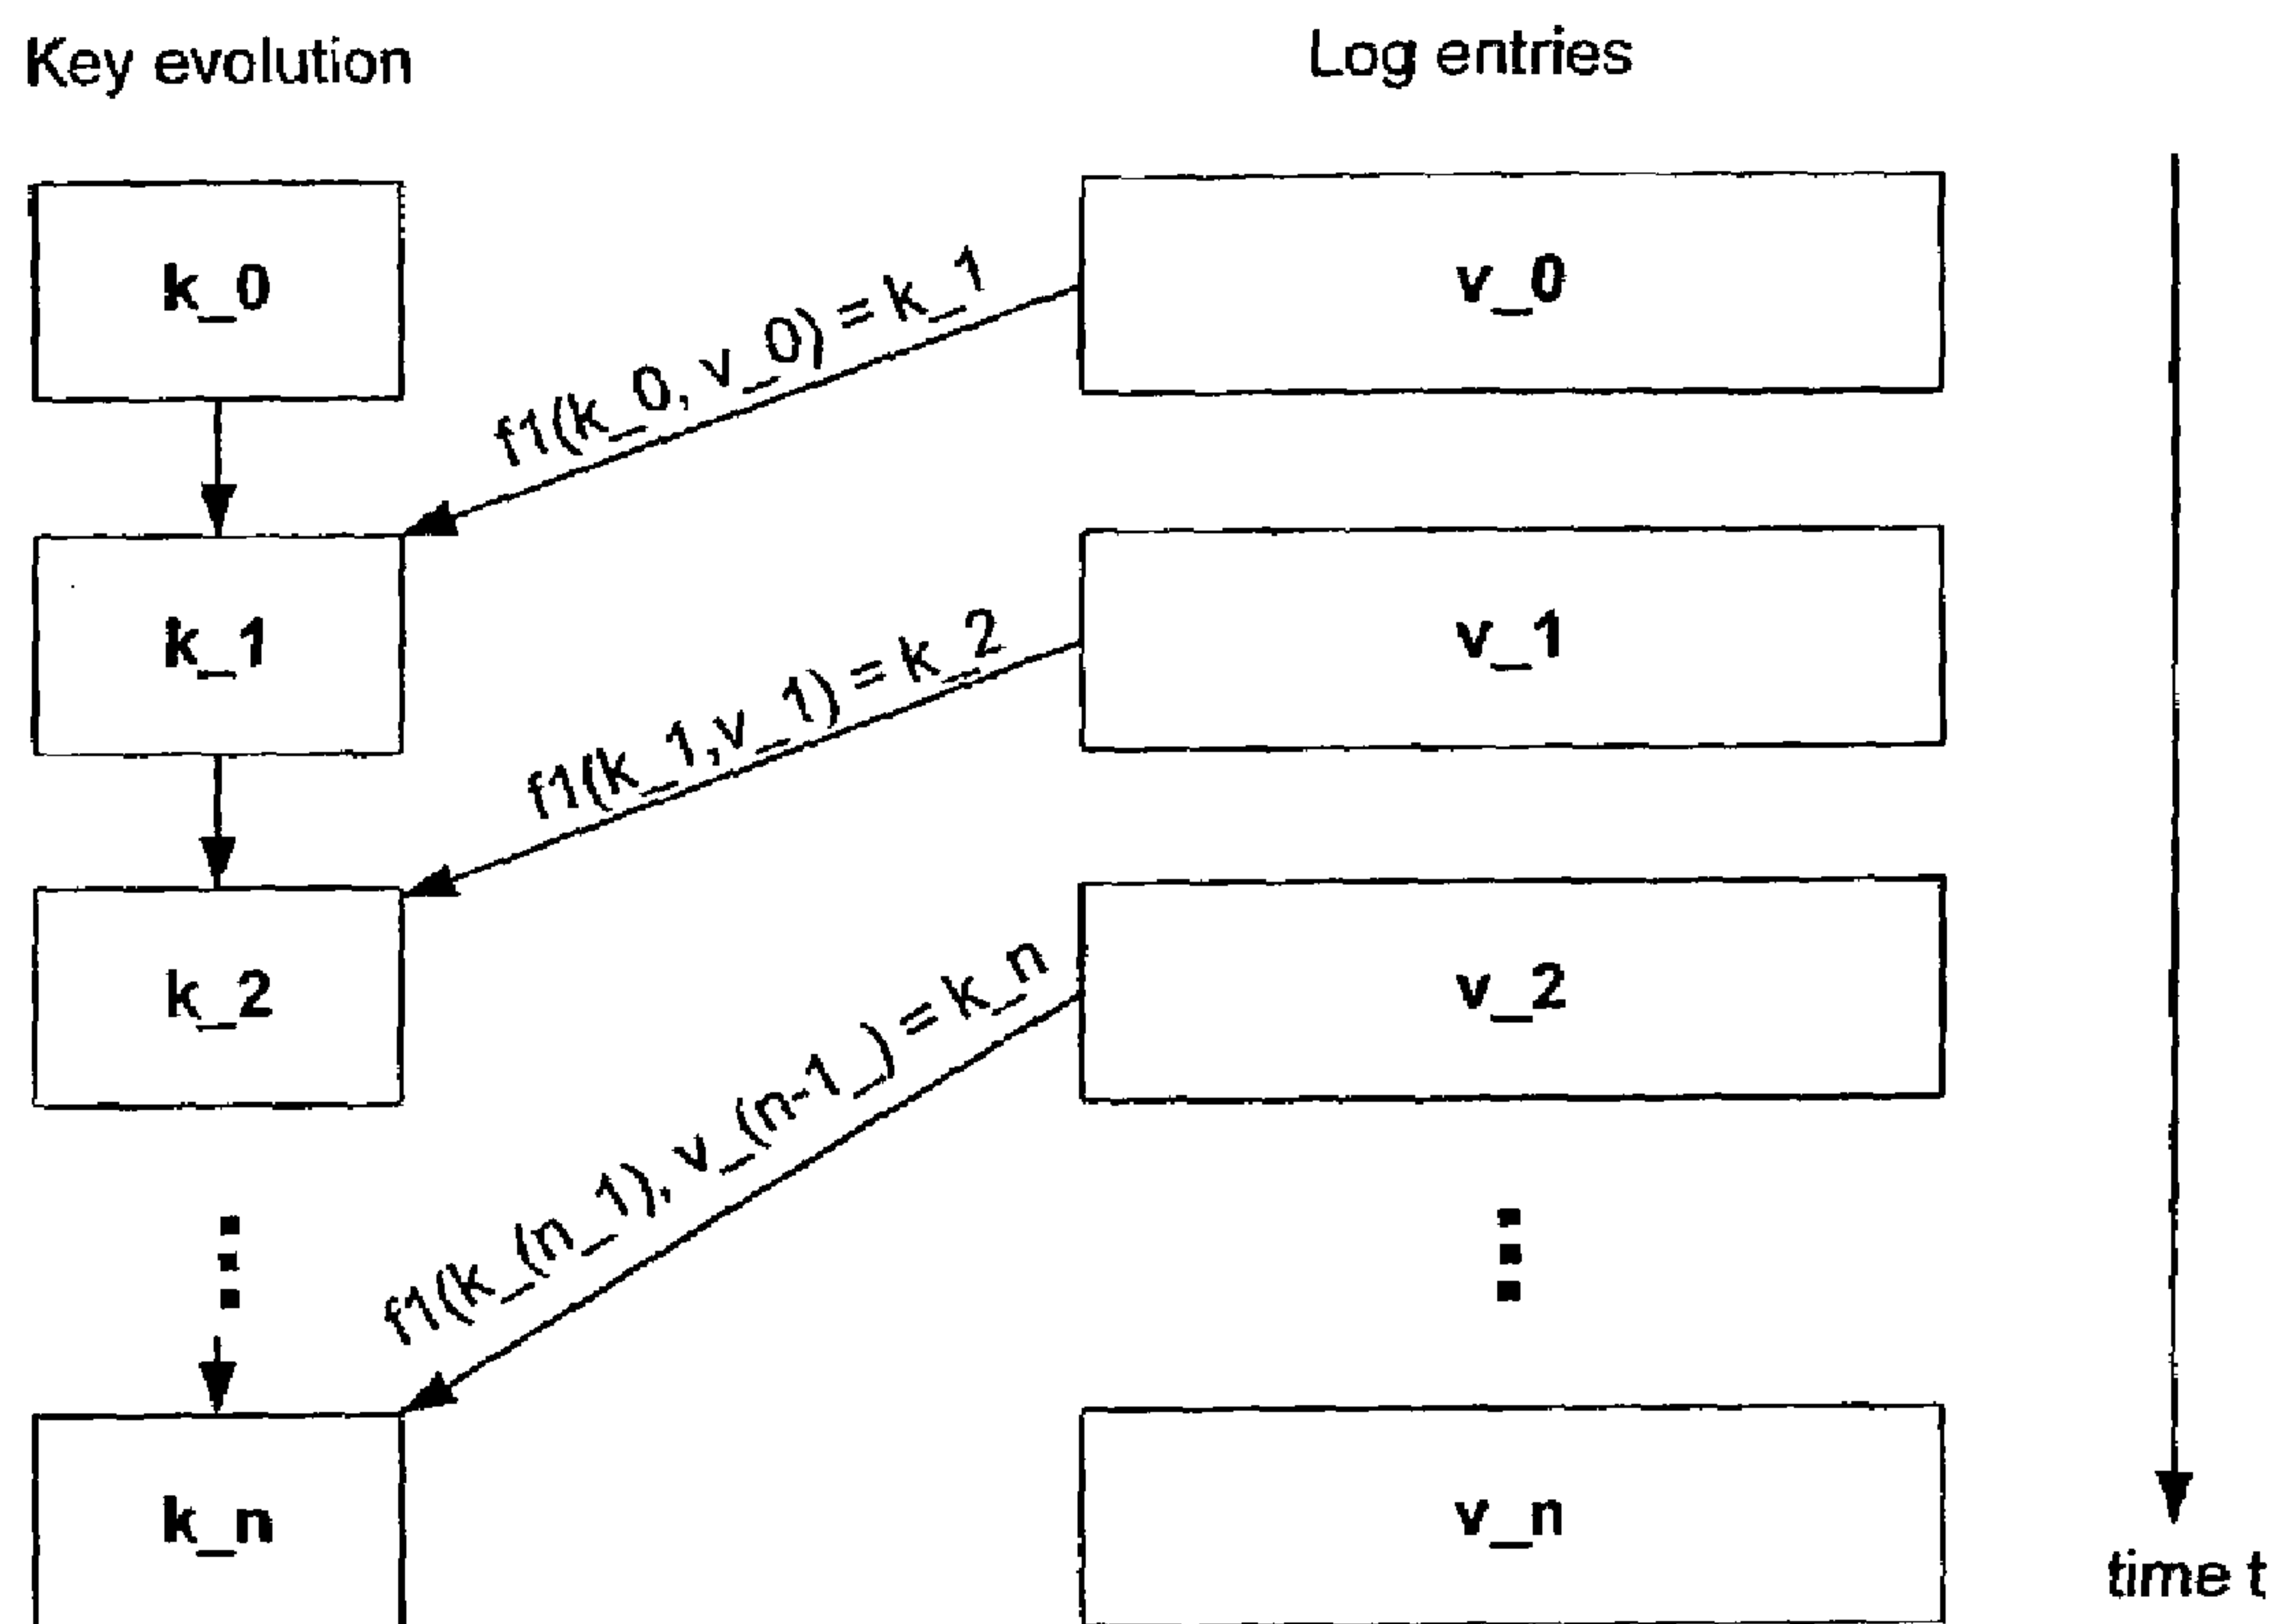 Key evolution
Log entries
k_0
v_0
f1(k_0, v_0) = k_1
k_1
v_1
f1(k_1,v_1) = k_2
k_2
v_2
f1(k_(n_1), v_(n-1_) = k_n
k_n
v_n
time t